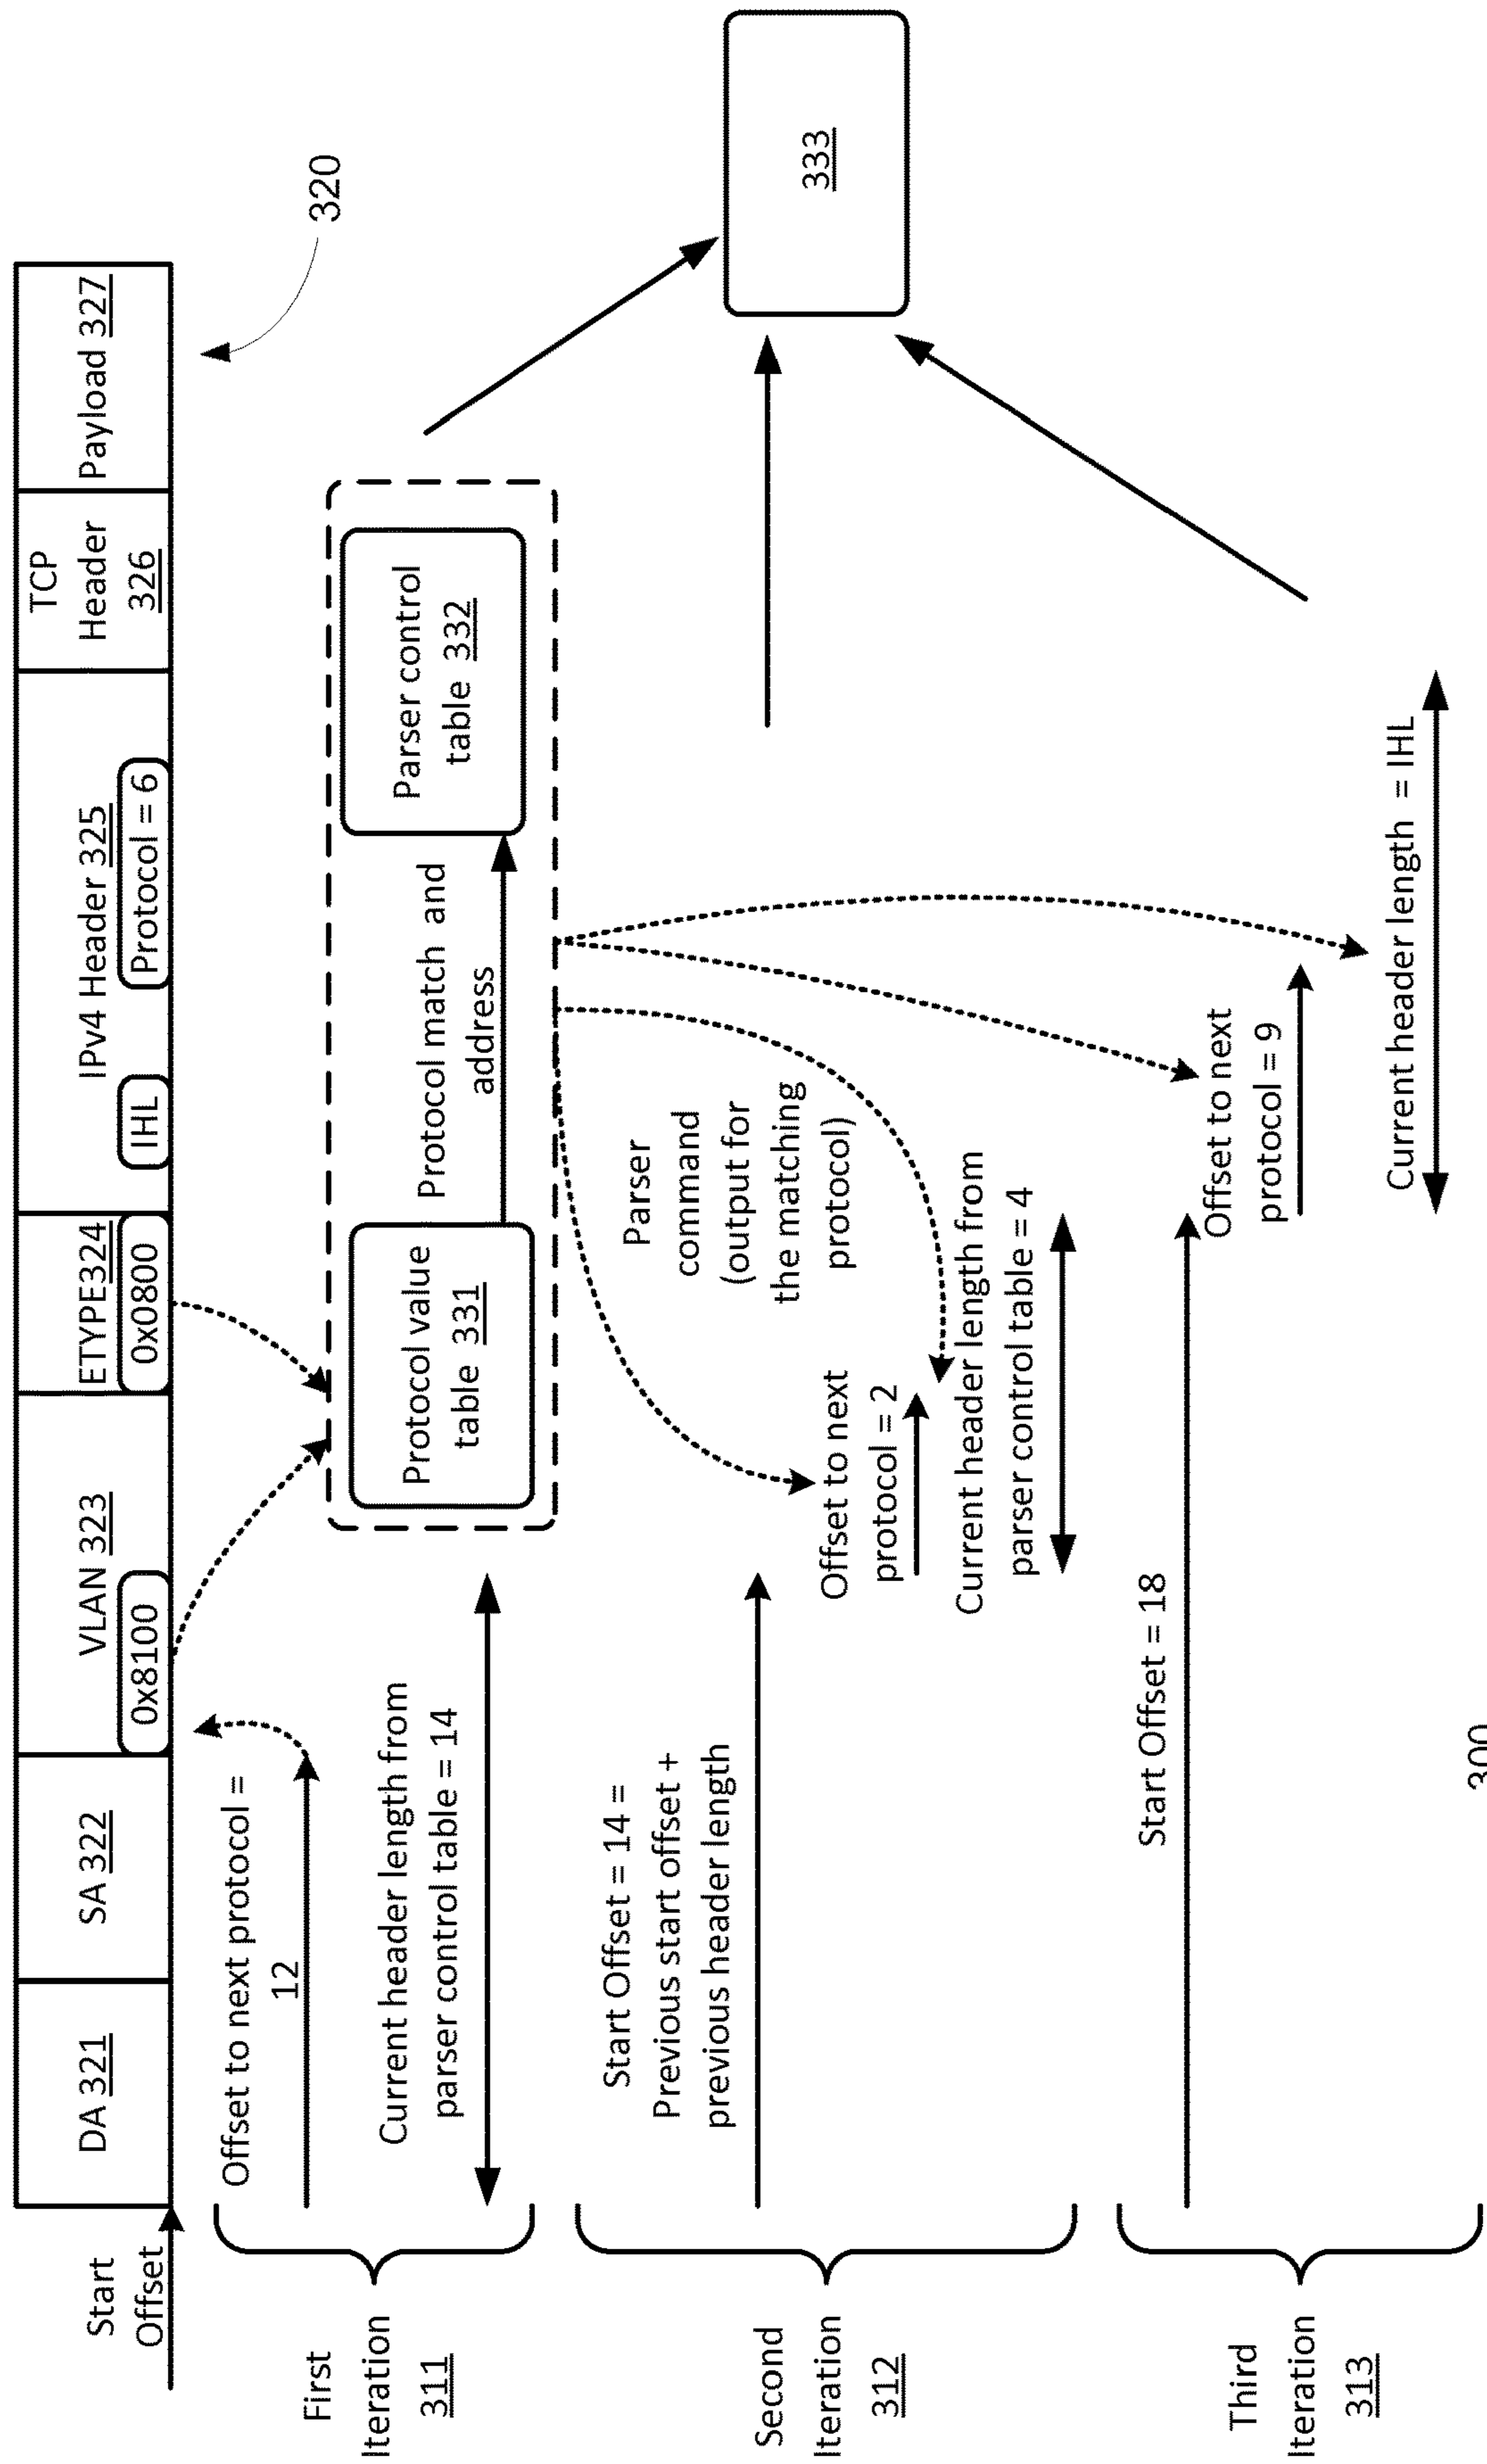 Start
Offset
DA 321
SA 322
VLAN 323
0x8100
ETYPE324
0x0800
IPv4 Header 325
IHL
Protocol = 6
TCP
Header
326
Payload 327
320
First
Iteration
311
Offset to next protocol =
12
Current header length from
parser control table = 14
Protocol value
table 331
Protocol match and
address
Parser control
table 332
333
Second
Iteration
312
Start Offset = 14 =
Previous start offset +
previous header length
Parser
command
(output for
the matching
protocol)
Offset to next
protocol = 2
Current header length from
parser control table = 4
Third
Iteration
313
Start Offset = 18
Offset to next
protocol = 9
Current header length = IHL
300